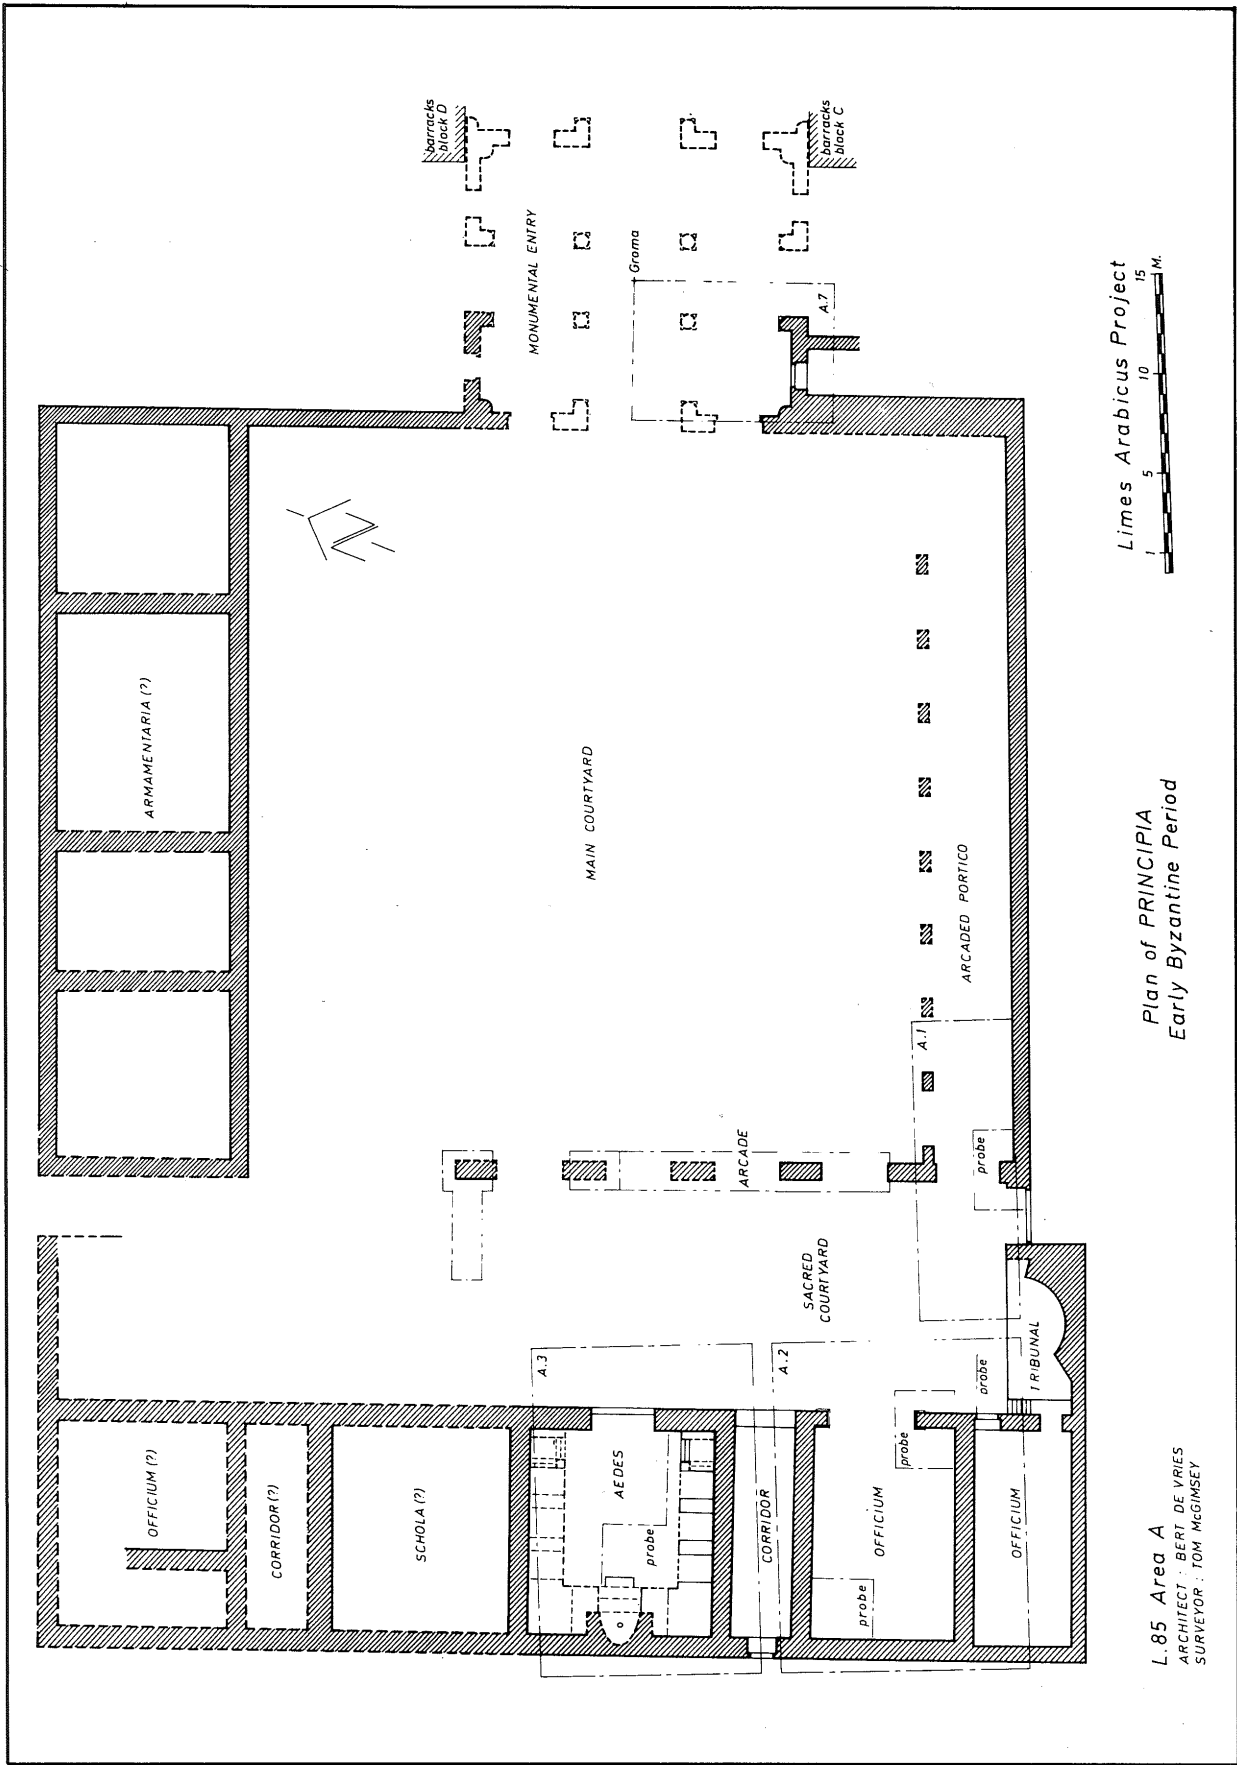 barracks
block D
barracks
block C
MONUMENTAL ENTRY
Groma
A.7
ARMAMENTARIA (?)
MAIN COURTYARD
ARCADED PORTICO
A.1
ARCADE
probe
SACRED
COURTYARD
A.3
A.2
probe
TRIBUNAL
OFFICIUM (?)
CORRIDOR (?)
SCHOLA (?)
AEDES
probe
CORRIDOR
OFFICIUM
probe
probe
OFFICIUM
Limes Arabicus Project
1 5 10 15 M.
Plan of PRINCIPIA
Early Byzantine Period
L.85 Area A
ARCHITECT : BERT DE VRIES
SURVEYOR : TOM McGIMSEY